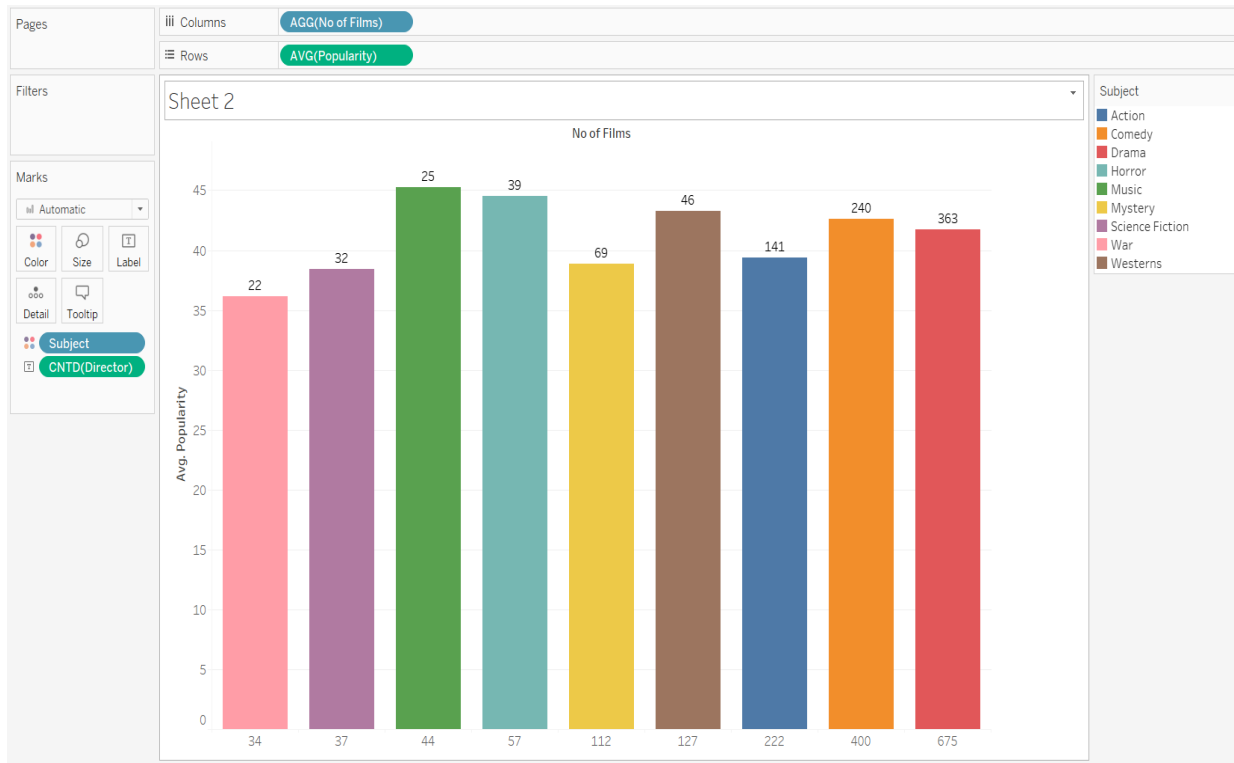 Pages
iii Columns AGG(No of Films)
Rows AVG(Popularity)
Filters
Marks
Automatic
Color Size Label
Detail Tooltip
Subject
CNTD(Director)
Sheet 2
No of Films
Avg. Popularity
45
40
35
30
25
20
15
10
5
0
22 32 25 39 69 46 141 240 363
34 37 44 57 112 127 222 400 675
Subject
Action
Comedy
Drama
Horror
Music
Mystery
Science Fiction
War
Westerns